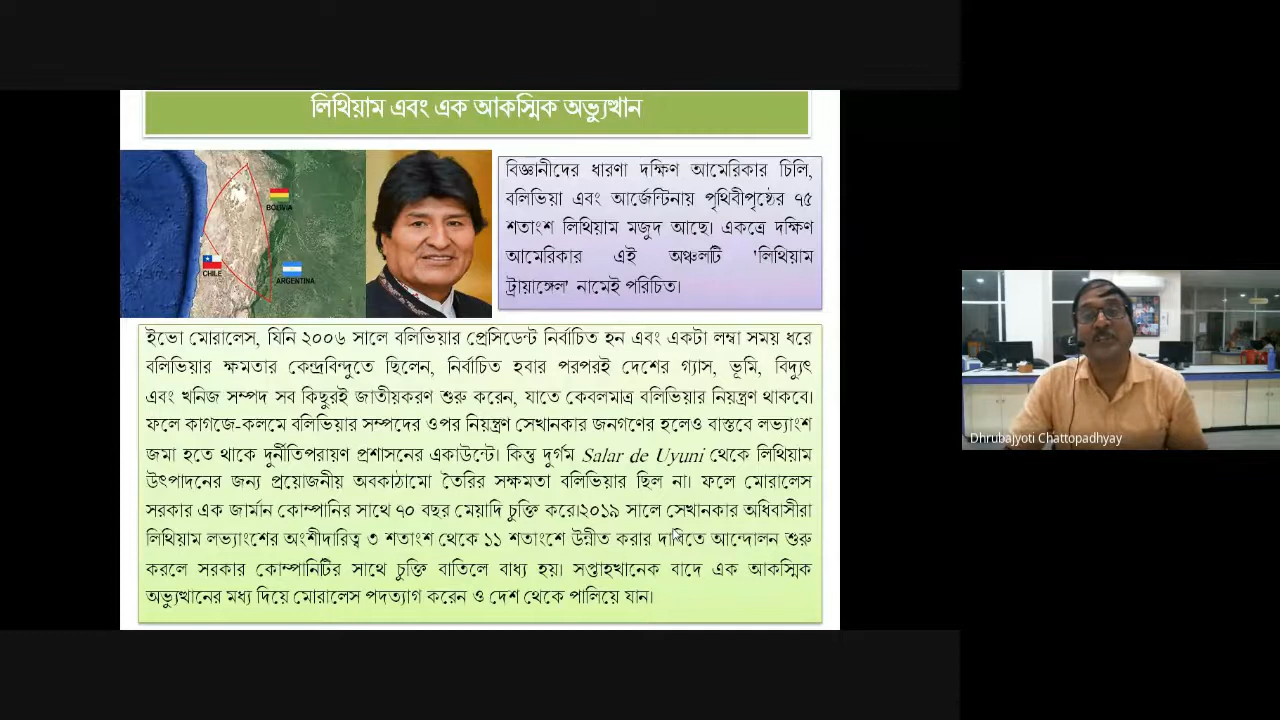 লিথিয়াম এবং এক আকস্মিক অভ্যুত্থান
BOLIVIA
CHILE
ARGENTINA
বিজ্ঞানীদের ধারণা দক্ষিণ আমেরিকার চিলি,
বলিভিয়া এবং আর্জেন্টিনায় পৃথিবীপৃষ্ঠের ৭৫
শতাংশ লিথিয়াম মজুদ আছে। একত্রে দক্ষিণ
আমেরিকার এই অঞ্চলটি 'লিথিয়াম
ট্রায়াঙ্গেল' নামেই পরিচিত।
ইভো মোরালেস, যিনি ২০০৬ সালে বলিভিয়ার প্রেসিডেন্ট নির্বাচিত হন এবং একটা লম্বা সময় ধরে
বলিভিয়ার ক্ষমতার কেন্দ্রবিন্দুতে ছিলেন, নির্বাচিত হবার পরপরই দেশের গ্যাস, ভূমি, বিদ্যুৎ
এবং খনিজ সম্পদ সব কিছুরই জাতীয়করণ শুরু করেন, যাতে কেবলমাত্র বলিভিয়ার নিয়ন্ত্রণ থাকবে।
ফলে কাগজে-কলমে বলিভিয়ার সম্পদের ওপর নিয়ন্ত্রণ সেখানকার জনগণের হলেও বাস্তবে লভ্যাংশ
জমা হতে থাকে দুর্নীতিপরায়ণ প্রশাসনের একাউন্টে। কিন্তু দুর্গম Salar de Uyuni থেকে লিথিয়াম
উৎপাদনের জন্য প্রয়োজনীয় অবকাঠামো তৈরির সক্ষমতা বলিভিয়ার ছিল না। ফলে মোরালেস
সরকার এক জার্মান কোম্পানির সাথে ৭০ বছর মেয়াদি চুক্তি করে।২০১৯ সালে সেখানকার অধিবাসীরা
লিথিয়াম লভ্যাংশের অংশীদারিত্ব ৩ শতাংশ থেকে ১১ শতাংশে উন্নীত করার দাবিতে আন্দোলন শুরু
করলে সরকার কোম্পানিটির সাথে চুক্তি বাতিলে বাধ্য হয়। সপ্তাহখানেক বাদে এক আকস্মিক
অভ্যুত্থানের মধ্য দিয়ে মোরালেস পদত্যাগ করেন ও দেশ থেকে পালিয়ে যান।
Dhrubajyoti Chattopadhyay